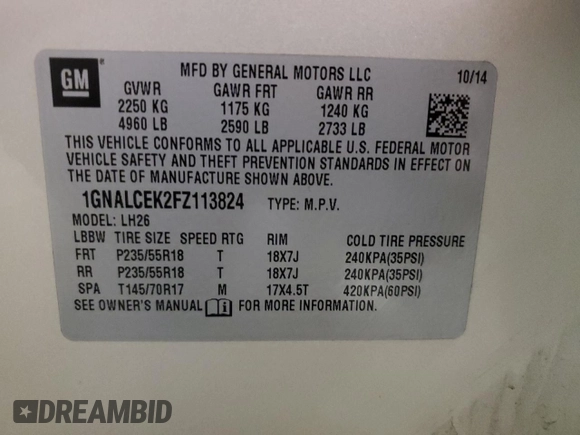 GM
MFD BY GENERAL MOTORS LLC 10/14
GVWR GAWR FRT GAWR RR
2250 KG 1175 KG 1240 KG
4960 LB 2590 LB 2733 LB
THIS VEHICLE CONFORMS TO ALL APPLICABLE U.S. FEDERAL MOTOR
VEHICLE SAFETY AND THEFT PREVENTION STANDARDS IN EFFECT ON
THE DATE OF MANUFACTURE SHOWN ABOVE.
1GNALCEK2FZ113824 TYPE: M.P.V.
MODEL: LH26
LBBW TIRE SIZE SPEED RTG RIM COLD TIRE PRESSURE
FRT P235/55R18 T 18X7J 240KPA(35PSI)
RR P235/55R18 T 18X7J 240KPA(35PSI)
SPA T145/70R17 M 17X4.5T 420KPA(60PSI)
SEE OWNER'S MANUAL i FOR MORE INFORMATION.
DREAMBID